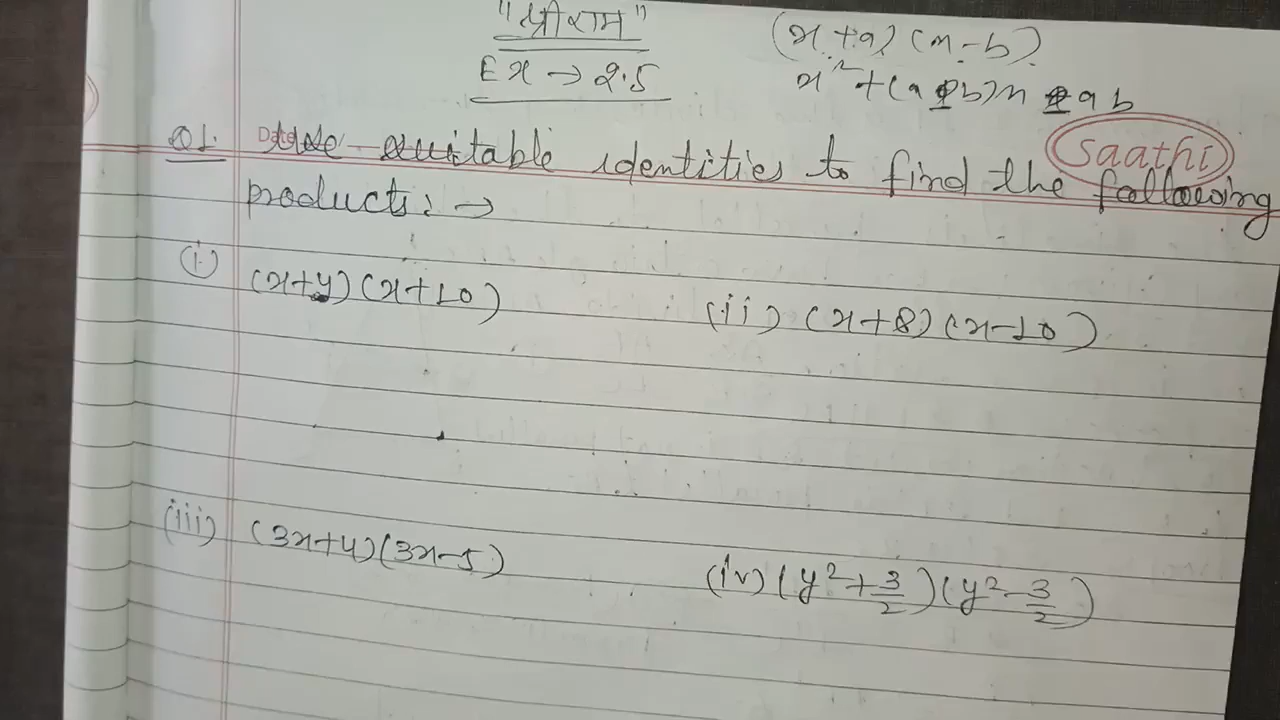 "श्रीराम"
(x+a)(x-b)
Ex → 2.5
x²+(a-b)x-ab
Q1. Use suitable identities to find the following
Saathi
products: →
(i) (x+4)(x+10) (ii) (x+8)(x-10)
(iii) (3x+4)(3x-5) (iv) (y²+3/2)(y²-3/2)